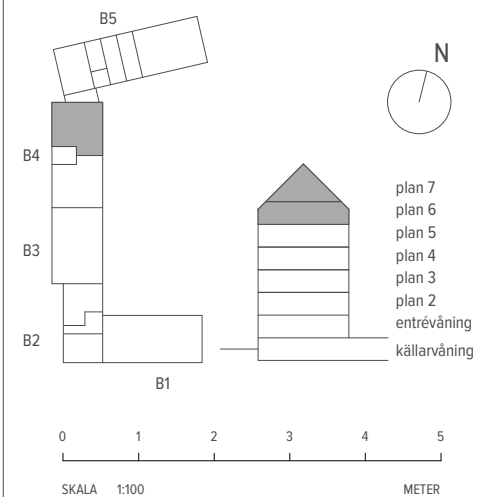 B5
N
B4
B3
B2
B1
plan 7
plan 6
plan 5
plan 4
plan 3
plan 2
entrévåning
källarvåning
0 1 2 3 4 5
SKALA 1:100 METER